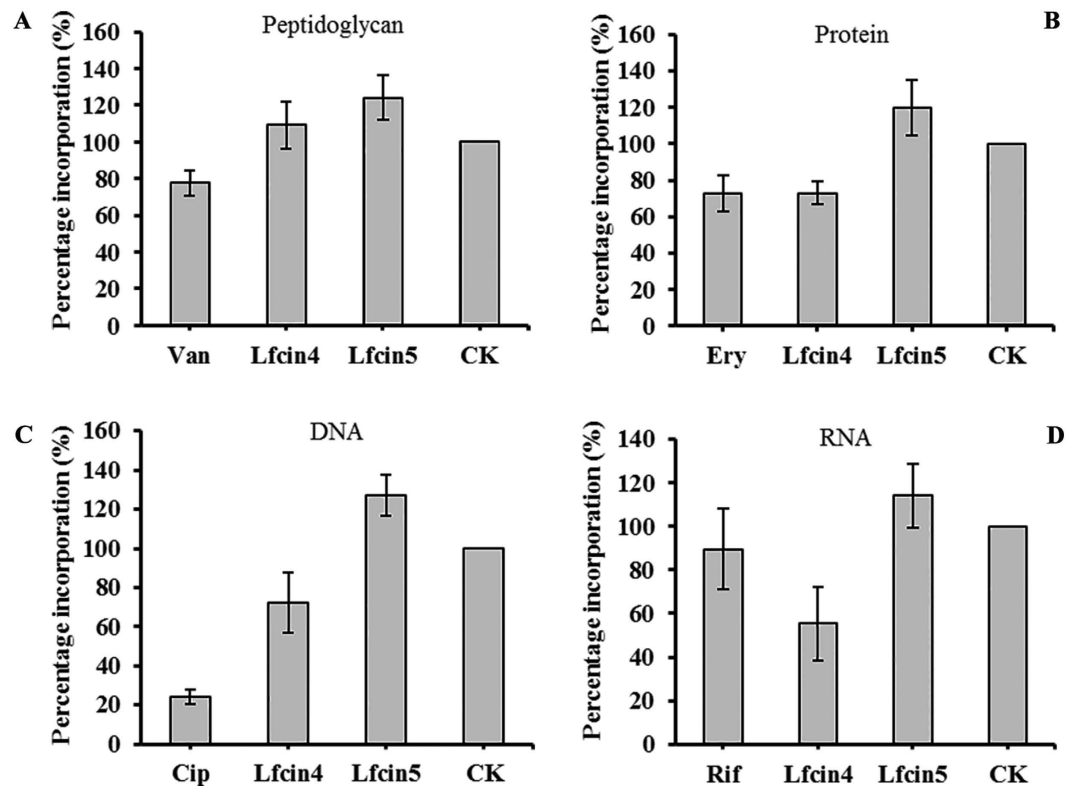 A
Peptidoglycan
Percentage incorporation (%)
160
140
120
100
80
60
40
20
0
Van Lfcin4 Lfcin5 CK
B
Protein
Percentage incorporation (%)
160
140
120
100
80
60
40
20
0
Ery Lfcin4 Lfcin5 CK
C
DNA
Percentage incorporation (%)
160
140
120
100
80
60
40
20
0
Cip Lfcin4 Lfcin5 CK
D
RNA
Percentage incorporation (%)
140
120
100
80
60
40
20
0
Rif Lfcin4 Lfcin5 CK